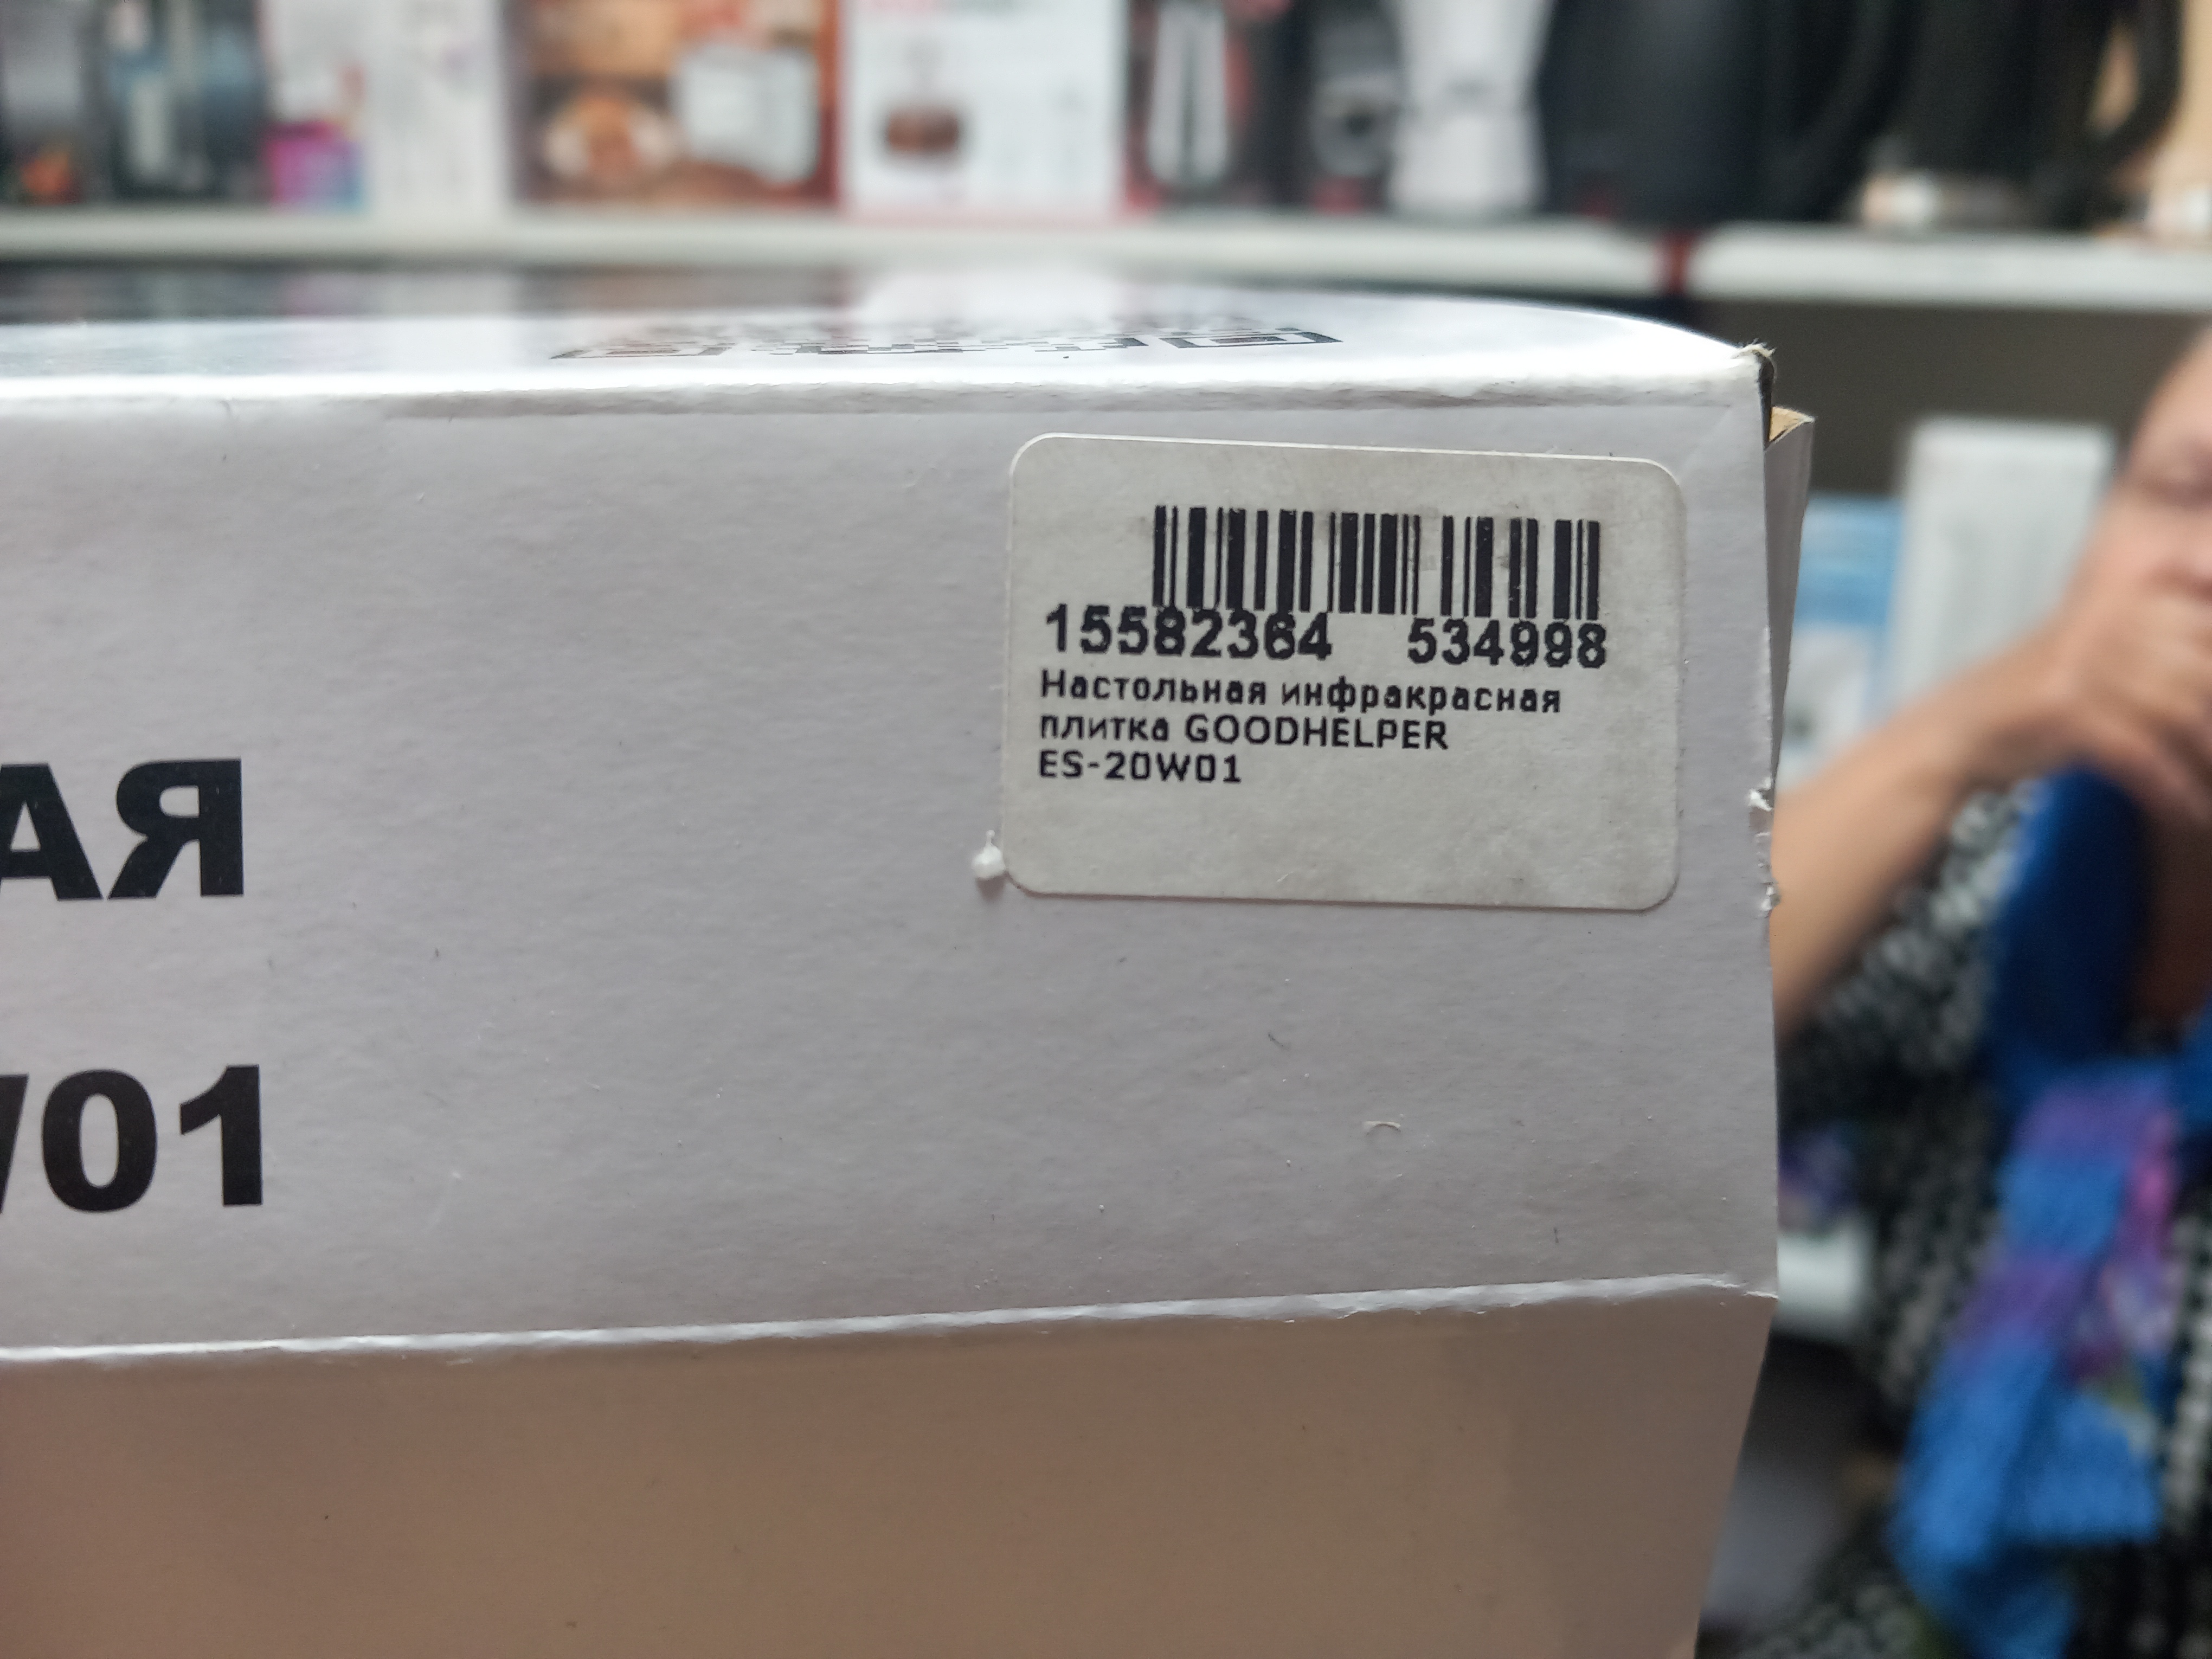 15582364 534998
Настольная инфракрасная
плитка GOODHELPER
ES-20W01
АЯ
W01